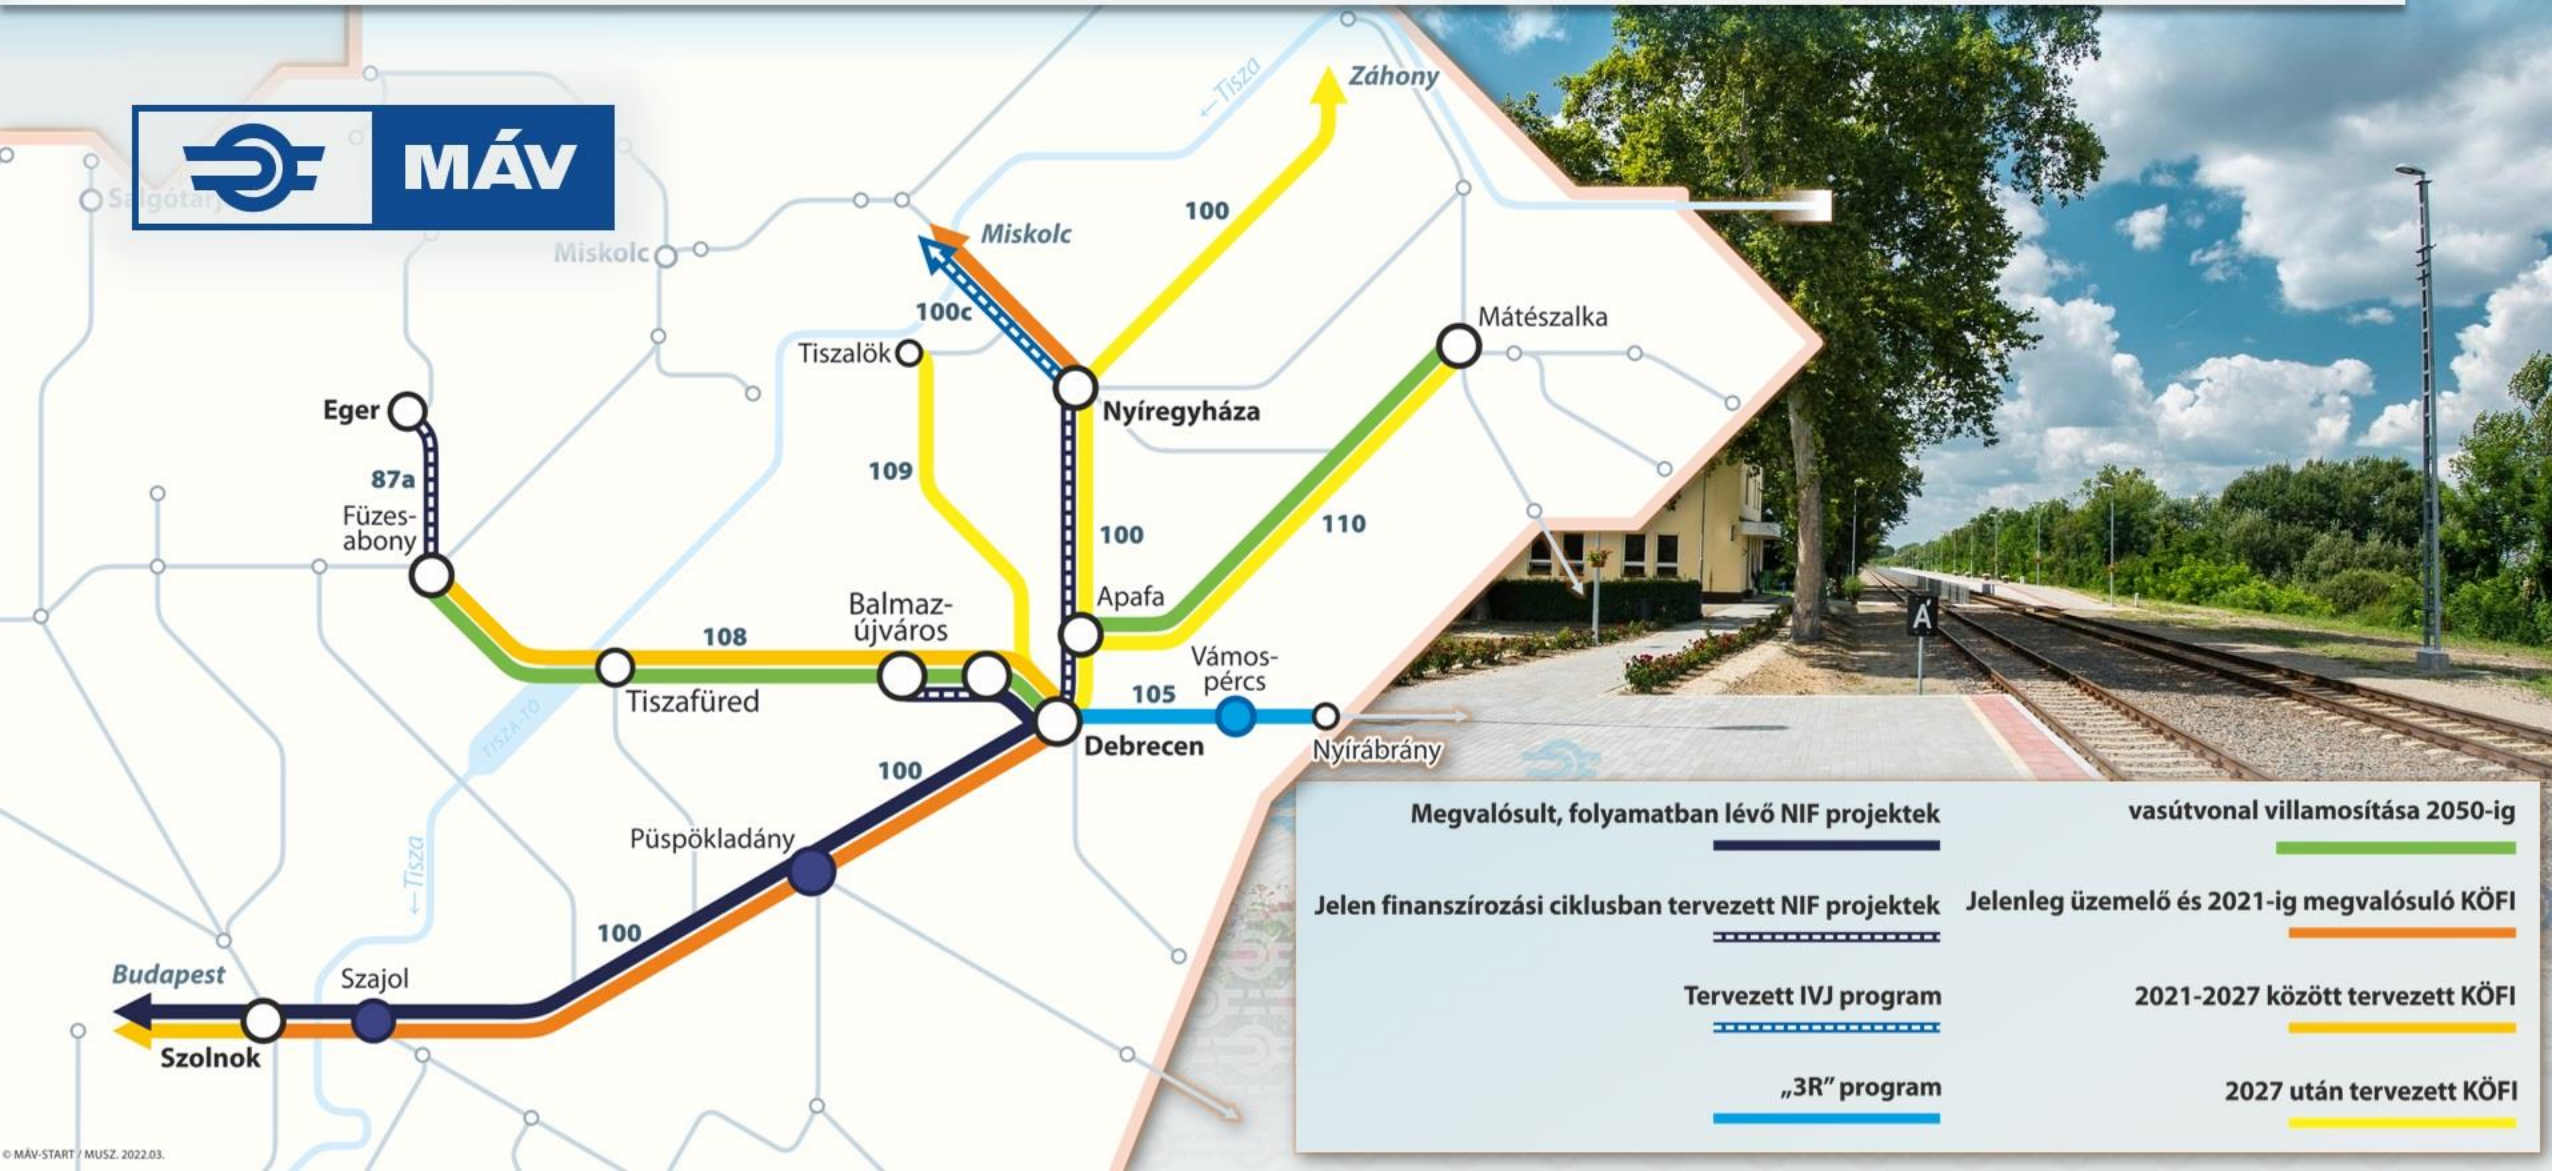 Záhony
←Tisza
MÁV
100
Miskolc
Miskolc
100c
Mátészalka
Tiszalök
Eger
Nyíregyháza
87a
109
Füzes-
abony
110
100
Apafa
Balmaz-
újváros
108
Vámos-
pércs
105
Tiszafüred
TISZA-TÓ
Debrecen
Nyírábrány
100
Püspökladány
←Tisza
100
Budapest
Szajol
Szolnok
A
Megvalósult, folyamatban lévő NIF projektek
Jelen finanszírozási ciklusban tervezett NIF projektek
Tervezett IVJ program
„3R” program
vasútvonal villamosítása 2050-ig
Jelenleg üzemelő és 2021-ig megvalósuló KÖFI
2021-2027 között tervezett KÖFI
2027 után tervezett KÖFI
© MÁV-START / MUSZ. 2022.03.